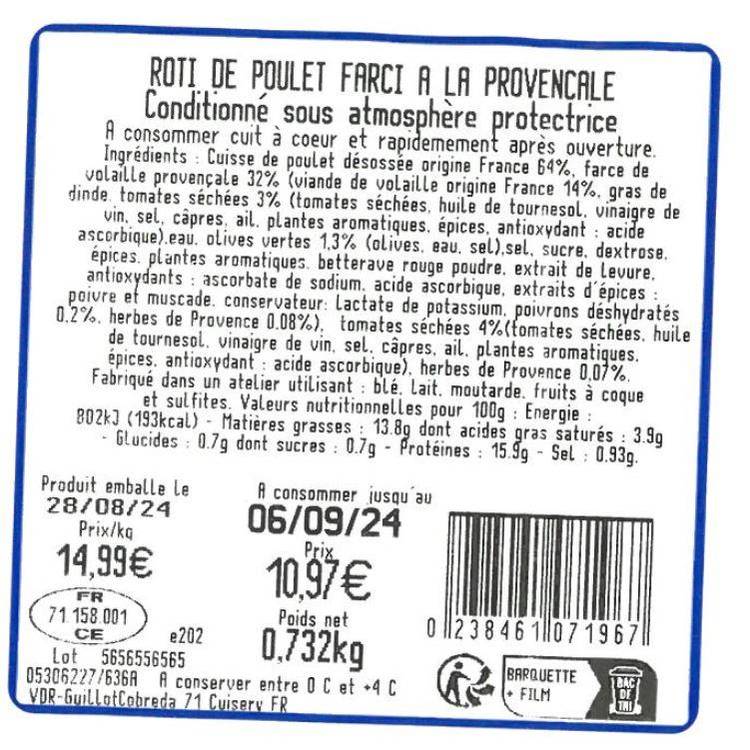 ROTI DE POULET FARCI A LA PROVENCALE
Conditionné sous atmosphère protectrice
A consommer cuit à coeur et rapidemement après ouverture.
Ingrédients : Cuisse de poulet désossée origine France 64%, farce de
volaille provençale 32% (viande de volaille origine France 14%, gras de
dinde, tomates séchées 3% (tomates séchées, huile de tournesol, vinaigre de
vin, sel, câpres, ail, plantes aromatiques, épices, antioxydant : acide
ascorbique),eau, olives vertes 1,3% (olives, eau, sel),sel, sucre, dextrose,
épices, plantes aromatiques, betterave rouge poudre, extrait de Levure,
antioxydants : ascorbate de sodium, acide ascorbique, extraits d'épices :
poivre et muscade, conservateur: Lactate de potassium, poivrons déshydratés
0.2%, herbes de Provence 0.08%), tomates séchées 4%(tomates séchées, huile
de tournesol, vinaigre de vin, sel, câpres, ail, plantes aromatiques,
épices, antioxydant : acide ascorbique), herbes de Provence 0,07%.
Fabriqué dans un atelier utilisant : blé, Lait, moutarde, fruits à coque
et sulfites. Valeurs nutritionnelles pour 100g : Energie :
802kJ (193kcal) - Matières grasses : 13.8g dont acides gras saturés : 3.9g
- Glucides : 0.7g dont sucres : 0.7g - Protéines : 15.9g - Sel : 0.93g.
Produit emballe Le
28/08/24
A consommer jusqu'au
06/09/24
Prix/kg
14,99€
Prix
10,97€
FR
71.158.001
CE
e202
Poids net
0,732kg
0 238461 071967
Lot 5656556565
05306227/636A A conserver entre 0 C et +4 C
VDR-GuillotCobreda 71 Cuisery FR
BARQUETTE
+ FILM
BAC
DE
TRI